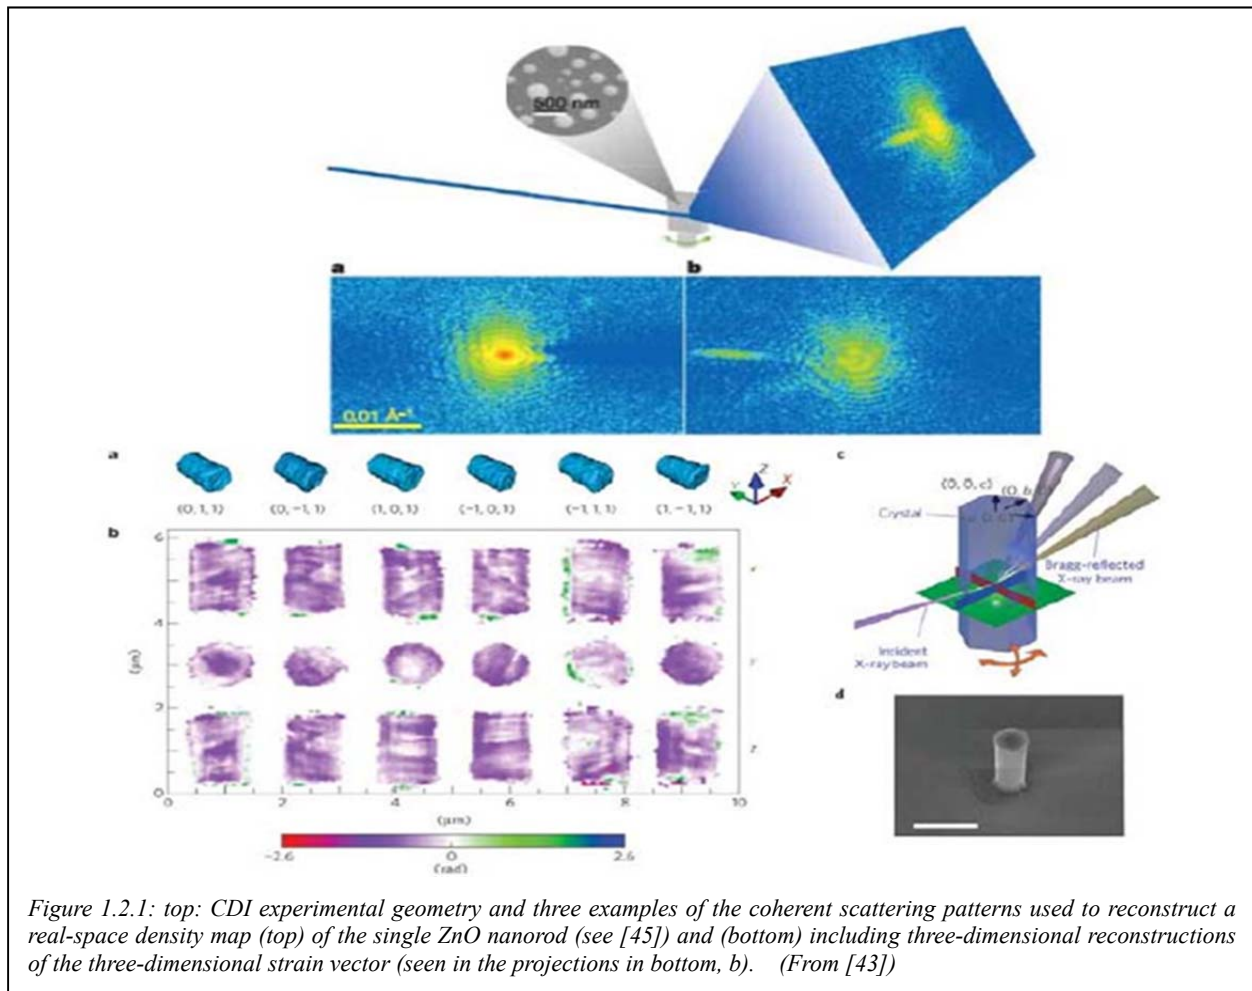 500 nm
a
b
0.01 Å⁻¹
a
(0,1,1)
(0,−1,1)
(1,0,1)
(−1,0,1)
(−1,1,1)
(1,−1,1)
Z
X
Y
b
6
4
2
0
(μm)
0
2
4
6
8
10
(μm)
−2.6
0
2.6
(rad)
c
Crystal
Bragg-reflected
X-ray beam
Incident
X-ray beam
d
Figure 1.2.1: top: CDI experimental geometry and three examples of the coherent scattering patterns used to reconstruct a
real-space density map (top) of the single ZnO nanorod (see [45]) and (bottom) including three-dimensional reconstructions
of the three-dimensional strain vector (seen in the projections in bottom, b). (From [43])